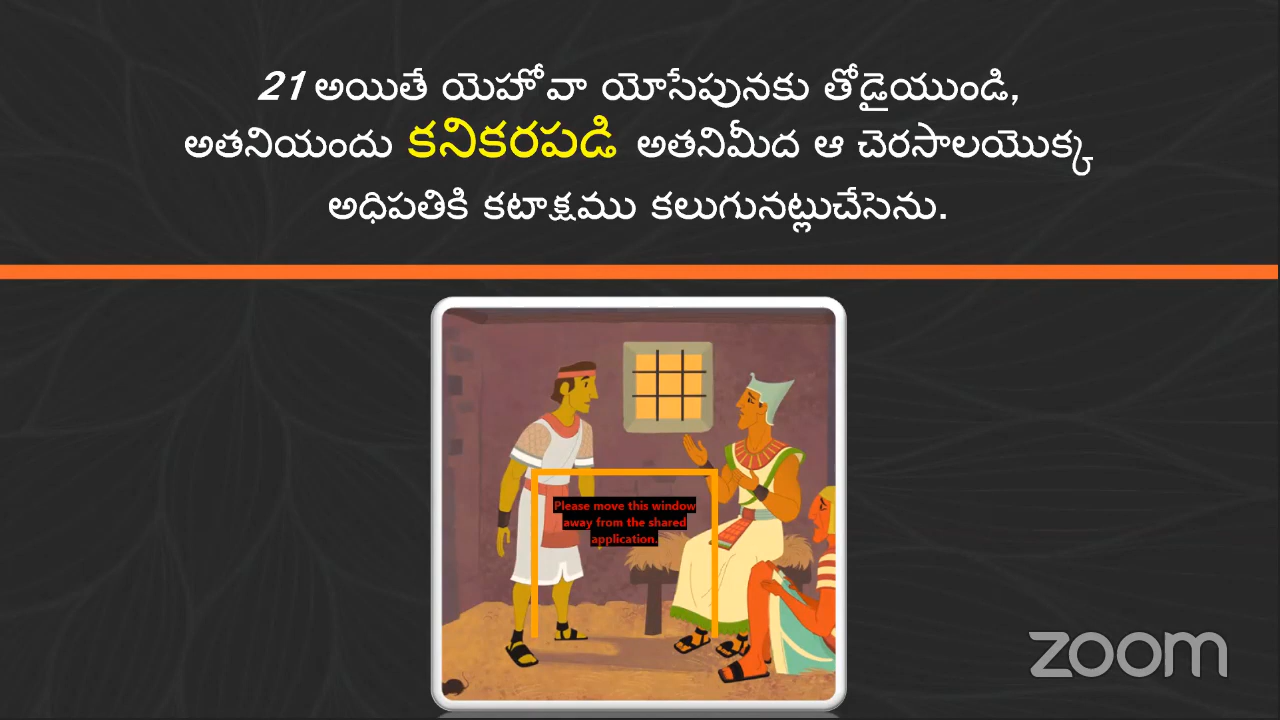 21 అయితే యెహోవా యోసేపునకు తోడైయుండి,
అతనియందు కనికరపడి అతనిమీద ఆ చెరసాలయొక్క
అధిపతికి కటాక్షము కలుగునట్లుచేసెను.
Please move this window
away from the shared
application.
zoom